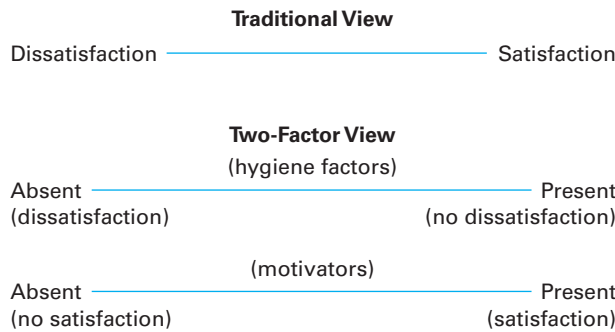 Traditional View
Dissatisfaction Satisfaction
Two-Factor View
(hygiene factors)
Absent Present
(dissatisfaction) (no dissatisfaction)
(motivators)
Absent Present
(no satisfaction) (satisfaction)